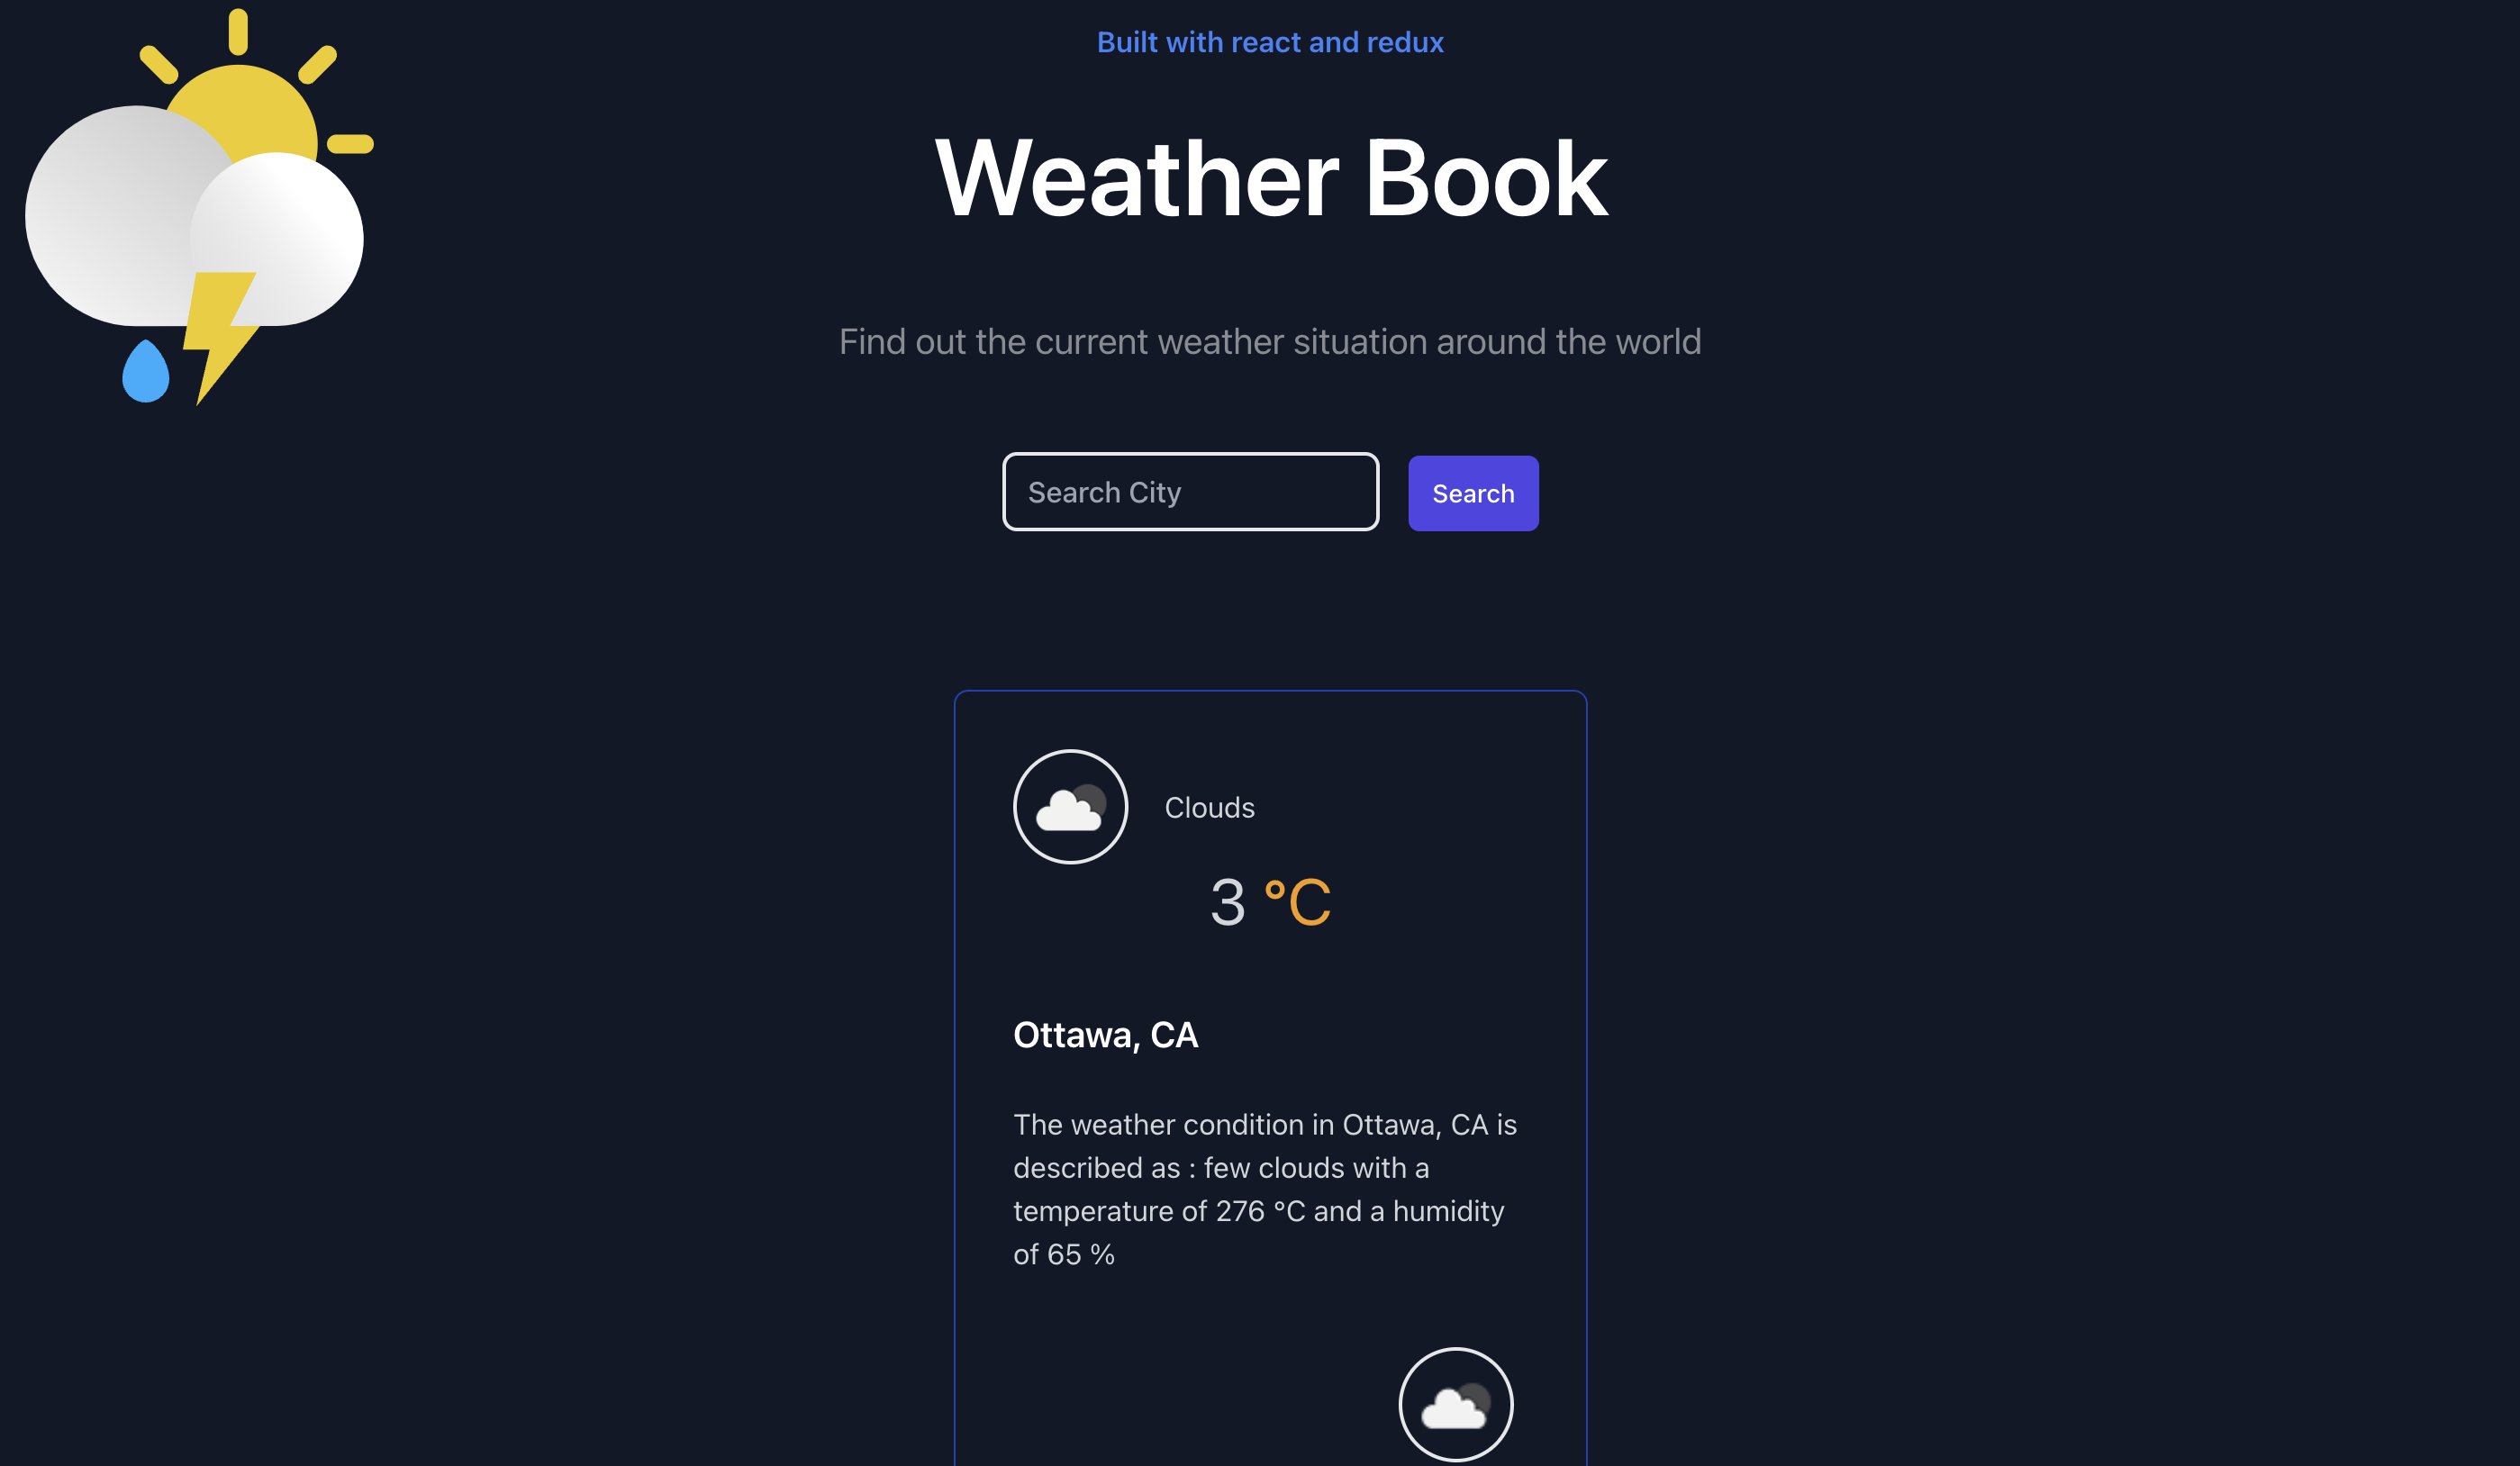 Built with react and redux
Weather Book
Find out the current weather situation around the world
Search City
Search
Clouds
3 °C
Ottawa, CA
The weather condition in Ottawa, CA is
described as : few clouds with a
temperature of 276 °C and a humidity
of 65 %